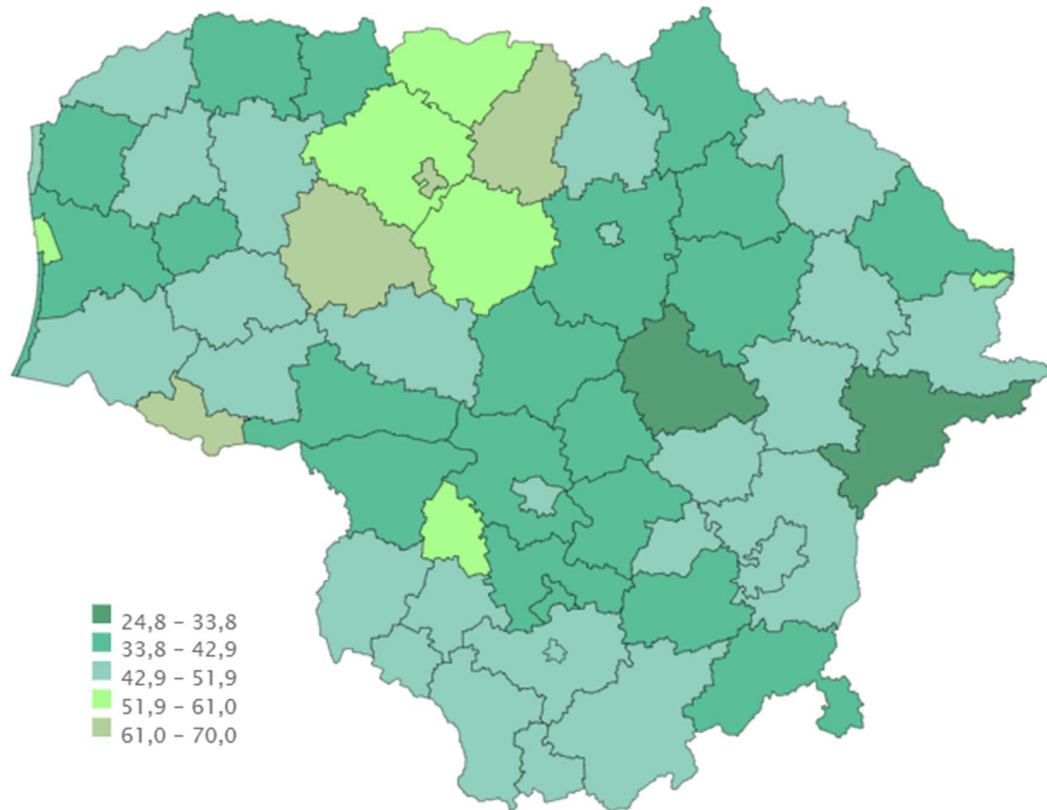 24,8 – 33,8
33,8 – 42,9
42,9 – 51,9
51,9 – 61,0
61,0 – 70,0